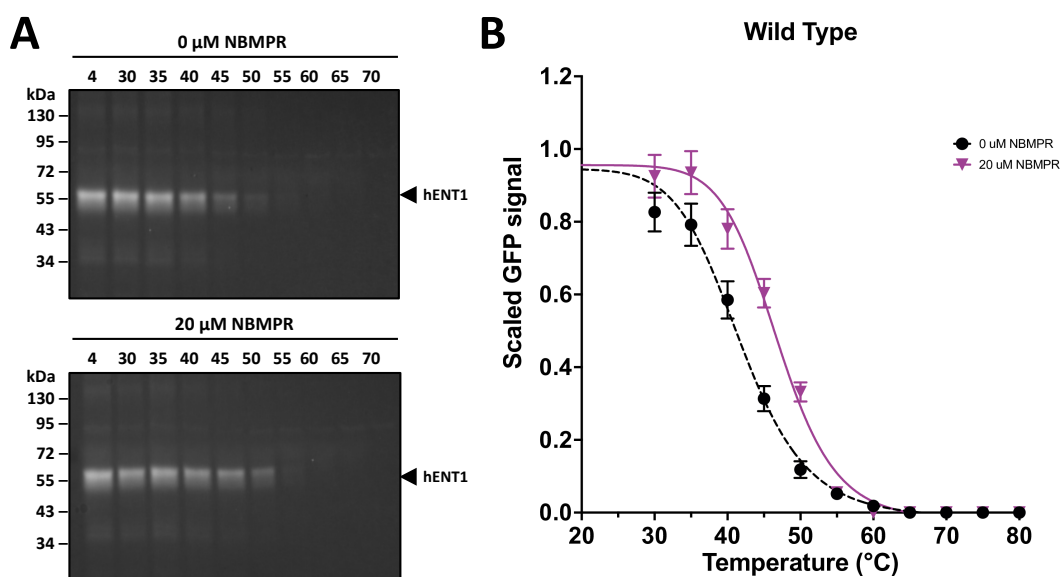 A
0 µM NBMPR
4 30 35 40 45 50 55 60 65 70
kDa
130
95
72
55
43
34
hENT1
20 µM NBMPR
4 30 35 40 45 50 55 60 65 70
kDa
130
95
72
55
43
34
hENT1
B
Wild Type
Scaled GFP signal
1.2
1.0
0.8
0.6
0.4
0.2
0.0
20 30 40 50 60 70 80
Temperature (°C)
0 uM NBMPR
20 uM NBMPR